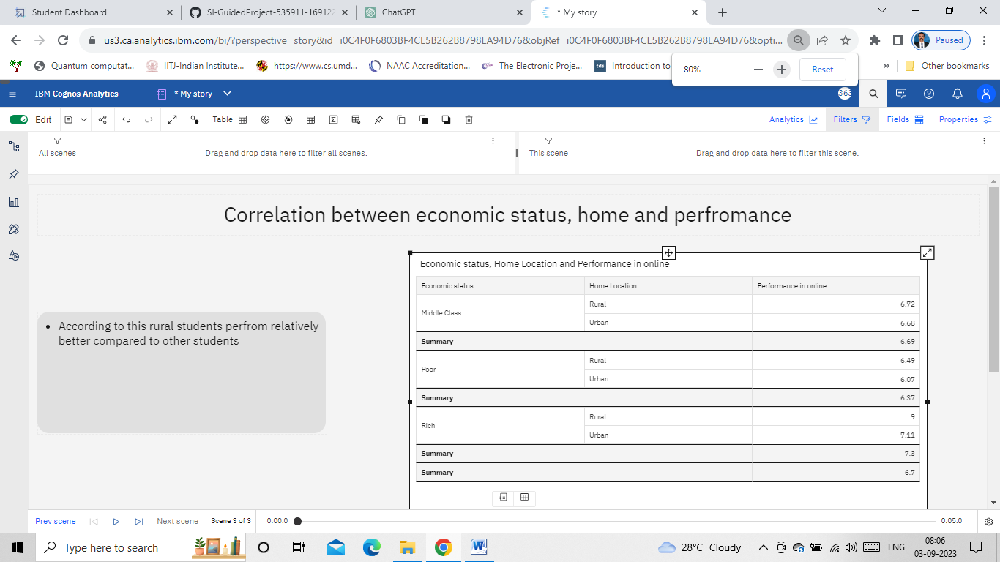 Student Dashboard
SI-GuidedProject-535911-169122
ChatGPT
* My story
us3.ca.analytics.ibm.com/bi/?perspective=story&id=i0C4F0F6803BF4CE5B262B8798EA94D76&objRef=i0C4F0F6803BF4CE5B262B8798EA94D76&opti...
Paused
Quantum computat...
IITJ-Indian Institute...
https://www.cs.umd...
NAAC Accreditation...
The Electronic Proje...
tds
Introduction to
80%
Reset
Other bookmarks
IBM Cognos Analytics
* My story
363
Edit
Table
Analytics
Filters
Fields
Properties
All scenes
Drag and drop data here to filter all scenes.
This scene
Drag and drop data here to filter this scene.
Correlation between economic status, home and perfromance
• According to this rural students perfrom relatively
better compared to other students
Economic status, Home Location and Performance in online
Economic status Home Location Performance in online
Middle Class
Rural 6.72
Urban 6.68
Summary 6.69
Poor
Rural 6.49
Urban 6.07
Summary 6.37
Rich
Rural 9
Urban 7.11
Summary 7.3
Summary 6.7
Prev scene
Next scene
Scene 3 of 3
0:00.0
0:05.0
Type here to search
28°C Cloudy
ENG
08:06
03-09-2023